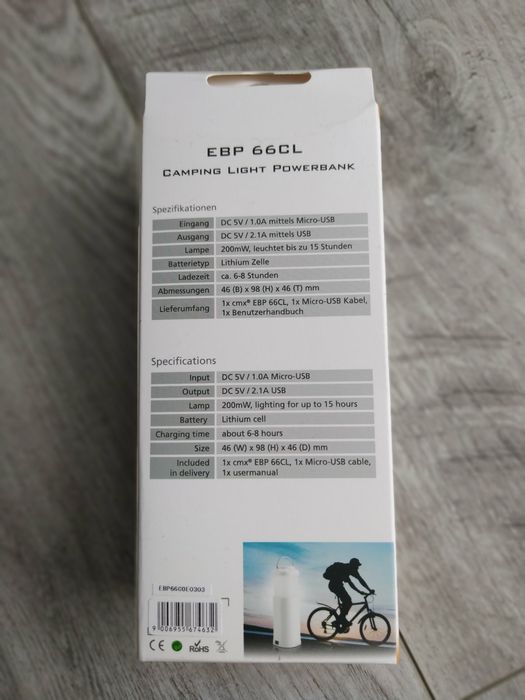 EBP 66CL
CAMPING LIGHT POWERBANK
Spezifikationen
Eingang DC 5V / 1.0A mittels Micro-USB
Ausgang DC 5V / 2.1A mittels USB
Lampe 200mW, leuchtet bis zu 15 Stunden
Batterietyp Lithium Zelle
Ladezeit ca. 6-8 Stunden
Abmessungen 46 (B) x 98 (H) x 46 (T) mm
Lieferumfang 1x cmx® EBP 66CL, 1x Micro-USB Kabel,
1x Benutzerhandbuch
Specifications
Input DC 5V / 1.0A Micro-USB
Output DC 5V / 2.1A USB
Lamp 200mW, lighting for up to 15 hours
Battery Lithium cell
Charging time about 6-8 hours
Size 46 (W) x 98 (H) x 46 (D) mm
Included 1x cmx® EBP 66CL, 1x Micro-USB cable,
in delivery 1x usermanual
9 006955 674632
CE RoHS